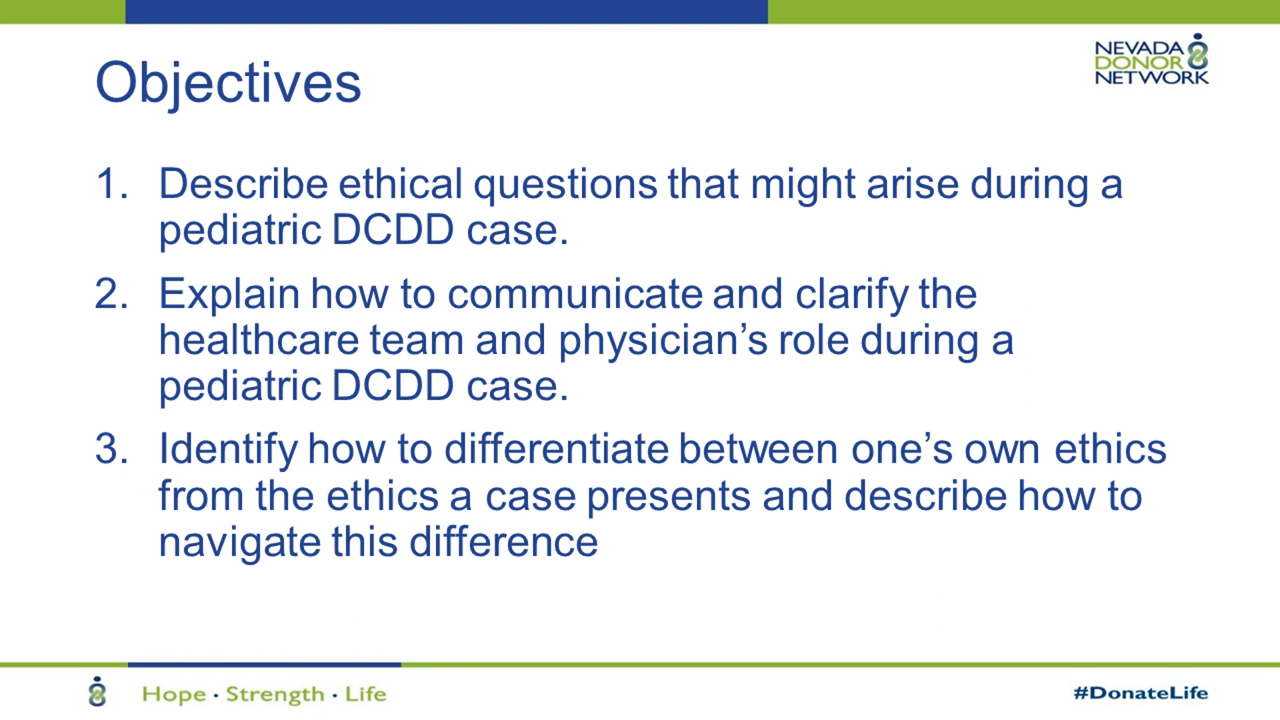 Objectives
NEVADA
DONOR
NETWORK
1. Describe ethical questions that might arise during a
pediatric DCDD case.
2. Explain how to communicate and clarify the
healthcare team and physician’s role during a
pediatric DCDD case.
3. Identify how to differentiate between one’s own ethics
from the ethics a case presents and describe how to
navigate this difference
Hope · Strength · Life
#DonateLife